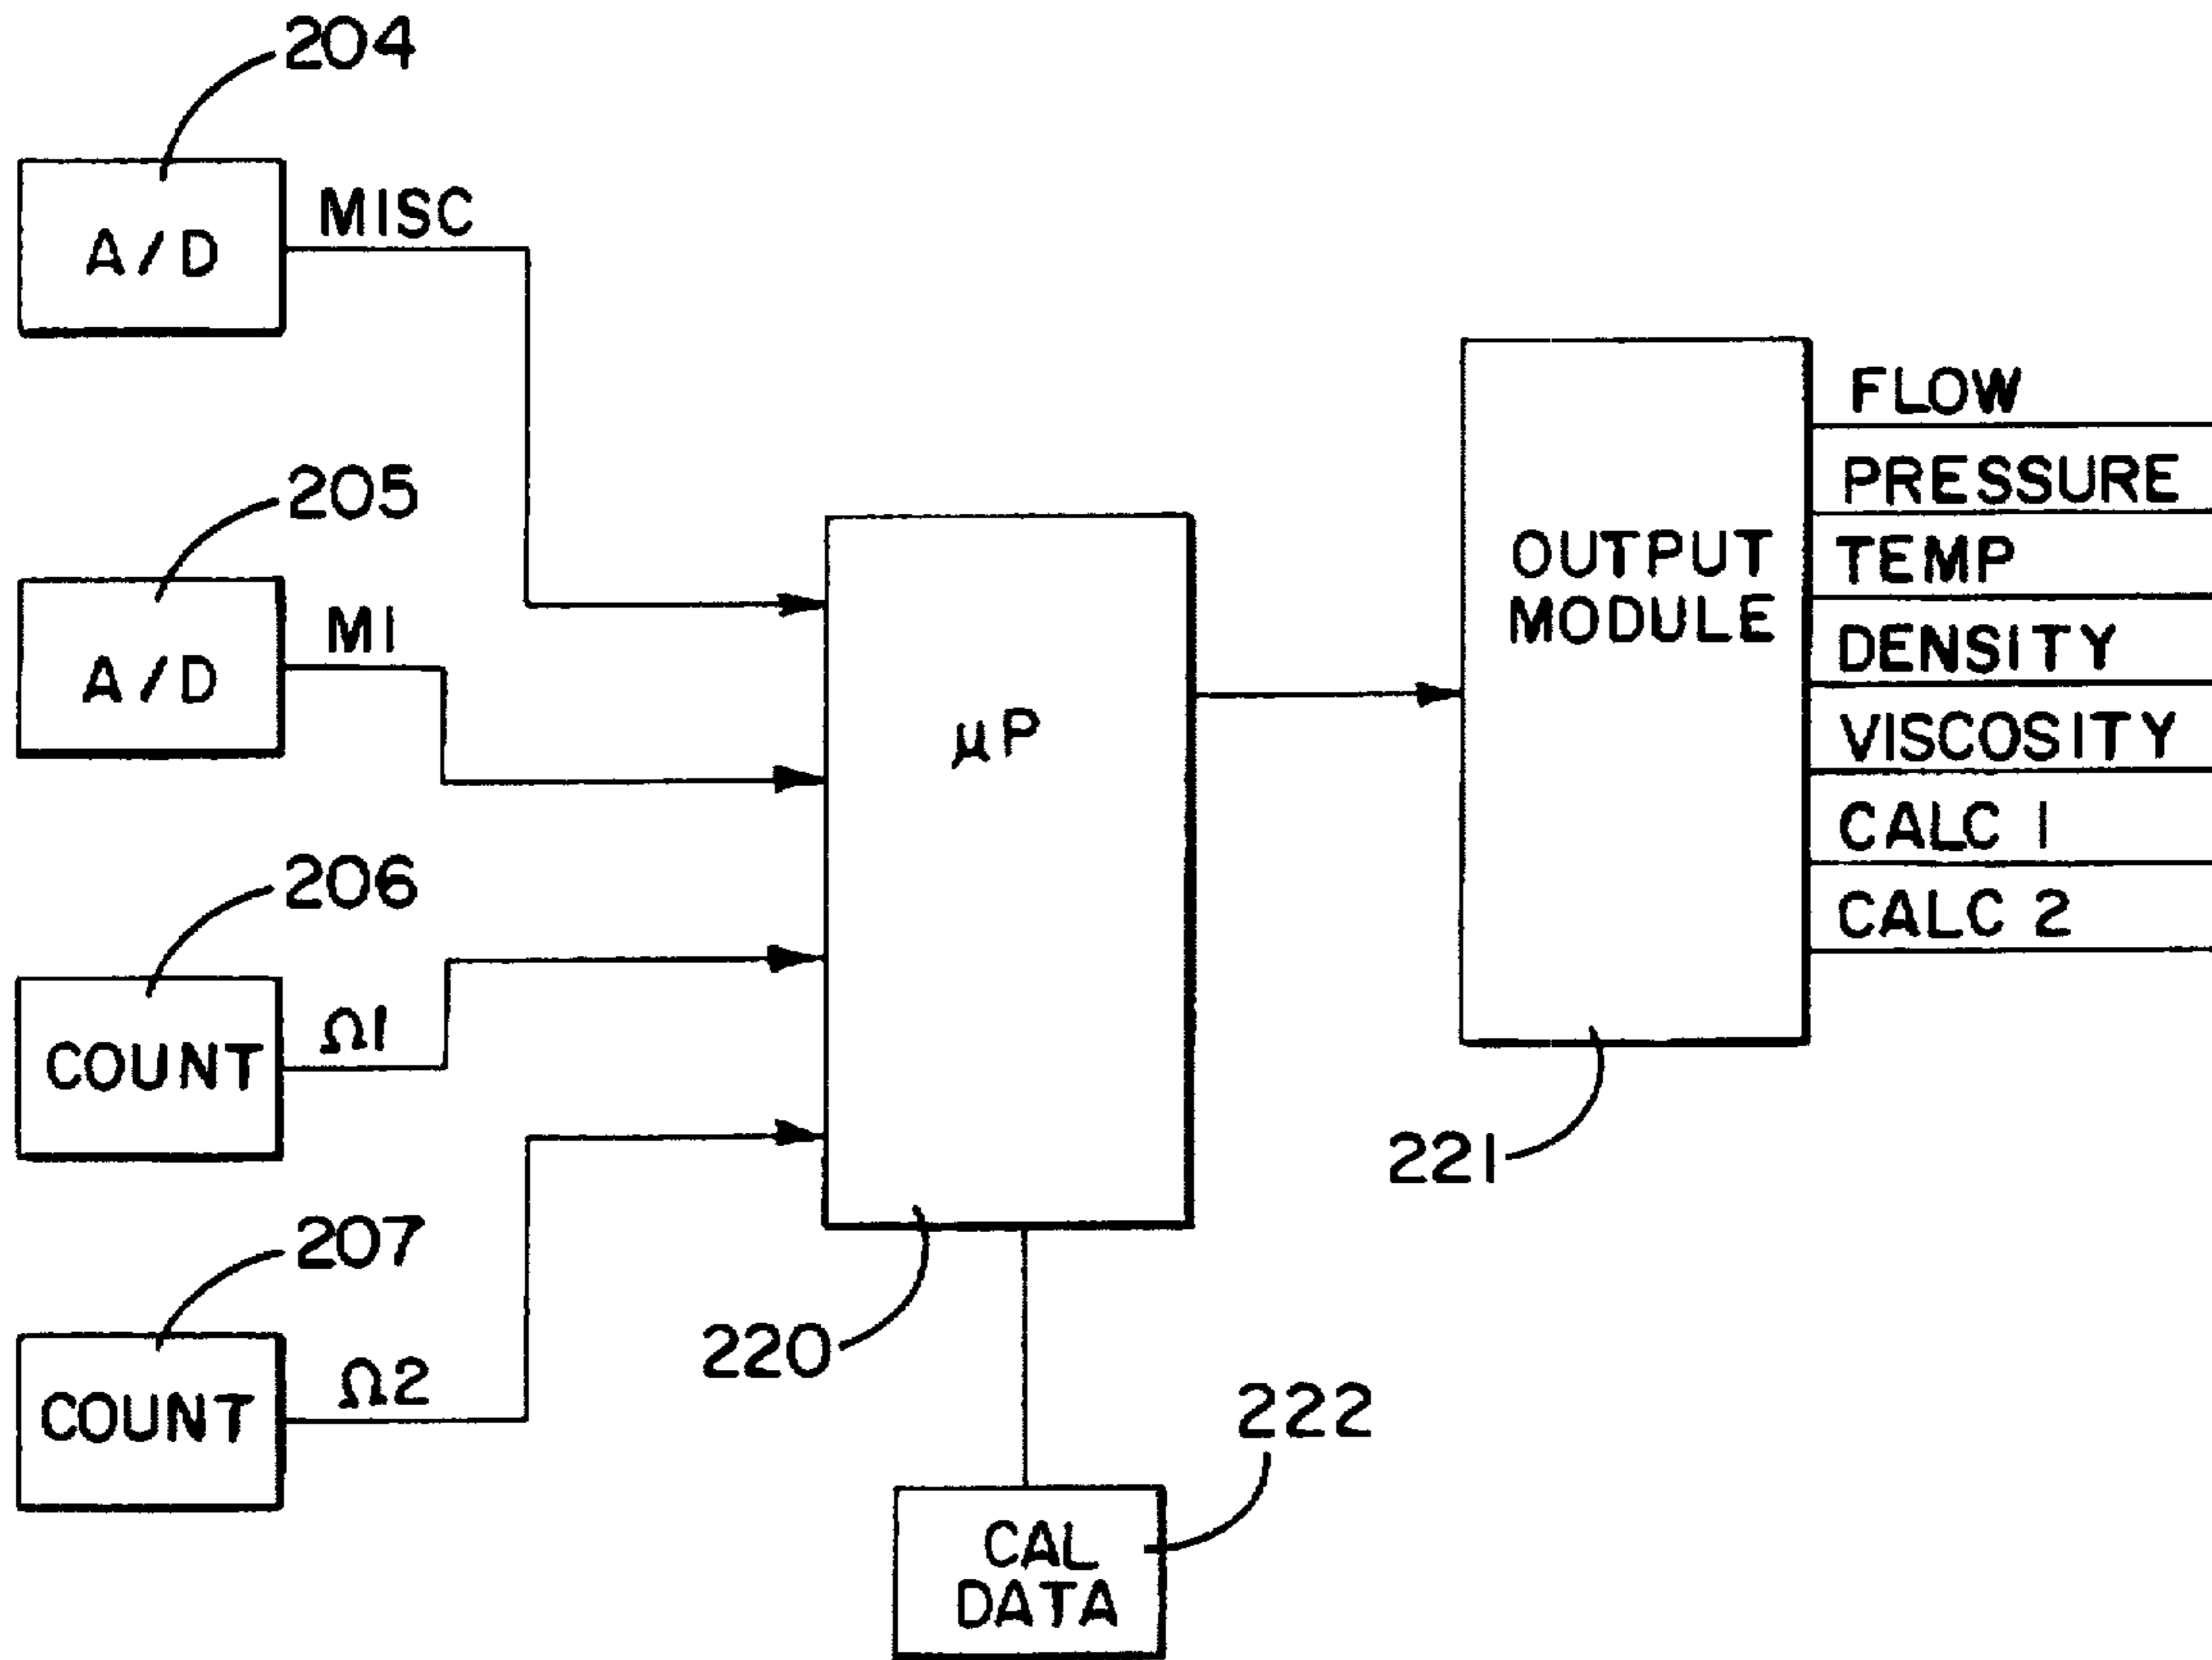 204
A/D
MISC
205
A/D
M1
206
COUNT
Ω1
207
COUNT
Ω2
μP
220
CAL
DATA
222
OUTPUT
MODULE
221
FLOW
PRESSURE
TEMP
DENSITY
VISCOSITY
CALC 1
CALC 2